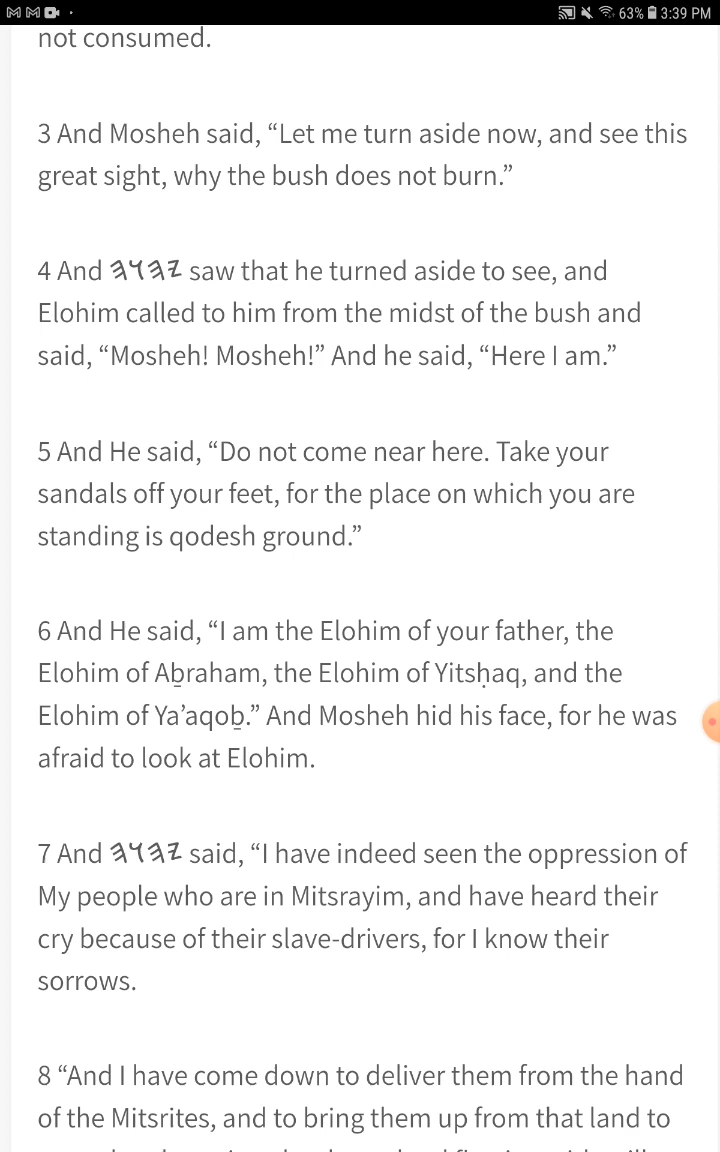 63% 3:39 PM
not consumed.
3 And Mosheh said, “Let me turn aside now, and see this
great sight, why the bush does not burn.”
4 And 𐤉𐤄𐤅𐤄 saw that he turned aside to see, and
Elohim called to him from the midst of the bush and
said, “Mosheh! Mosheh!” And he said, “Here I am.”
5 And He said, “Do not come near here. Take your
sandals off your feet, for the place on which you are
standing is qodesh ground.”
6 And He said, “I am the Elohim of your father, the
Elohim of Aḇraham, the Elohim of Yitsḥaq, and the
Elohim of Ya’aqoḇ.” And Mosheh hid his face, for he was
afraid to look at Elohim.
7 And 𐤉𐤄𐤅𐤄 said, “I have indeed seen the oppression of
My people who are in Mitsrayim, and have heard their
cry because of their slave-drivers, for I know their
sorrows.
8 “And I have come down to deliver them from the hand
of the Mitsrites, and to bring them up from that land to